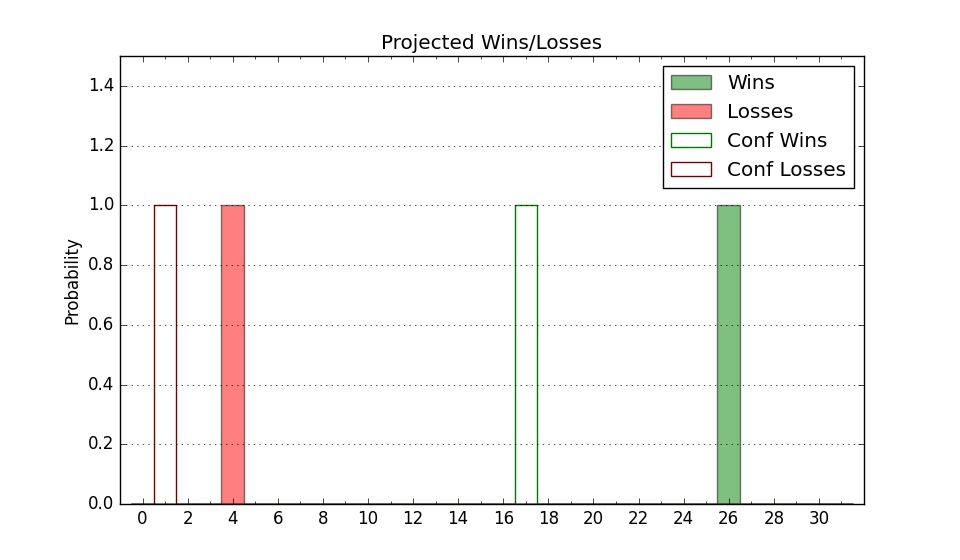 Projected Wins/Losses
Wins
Losses
Conf Wins
Conf Losses
Probability
1.4
1.2
1.0
0.8
0.6
0.4
0.2
0.0
0 2 4 6 8 10 12 14 16 18 20 22 24 26 28 30